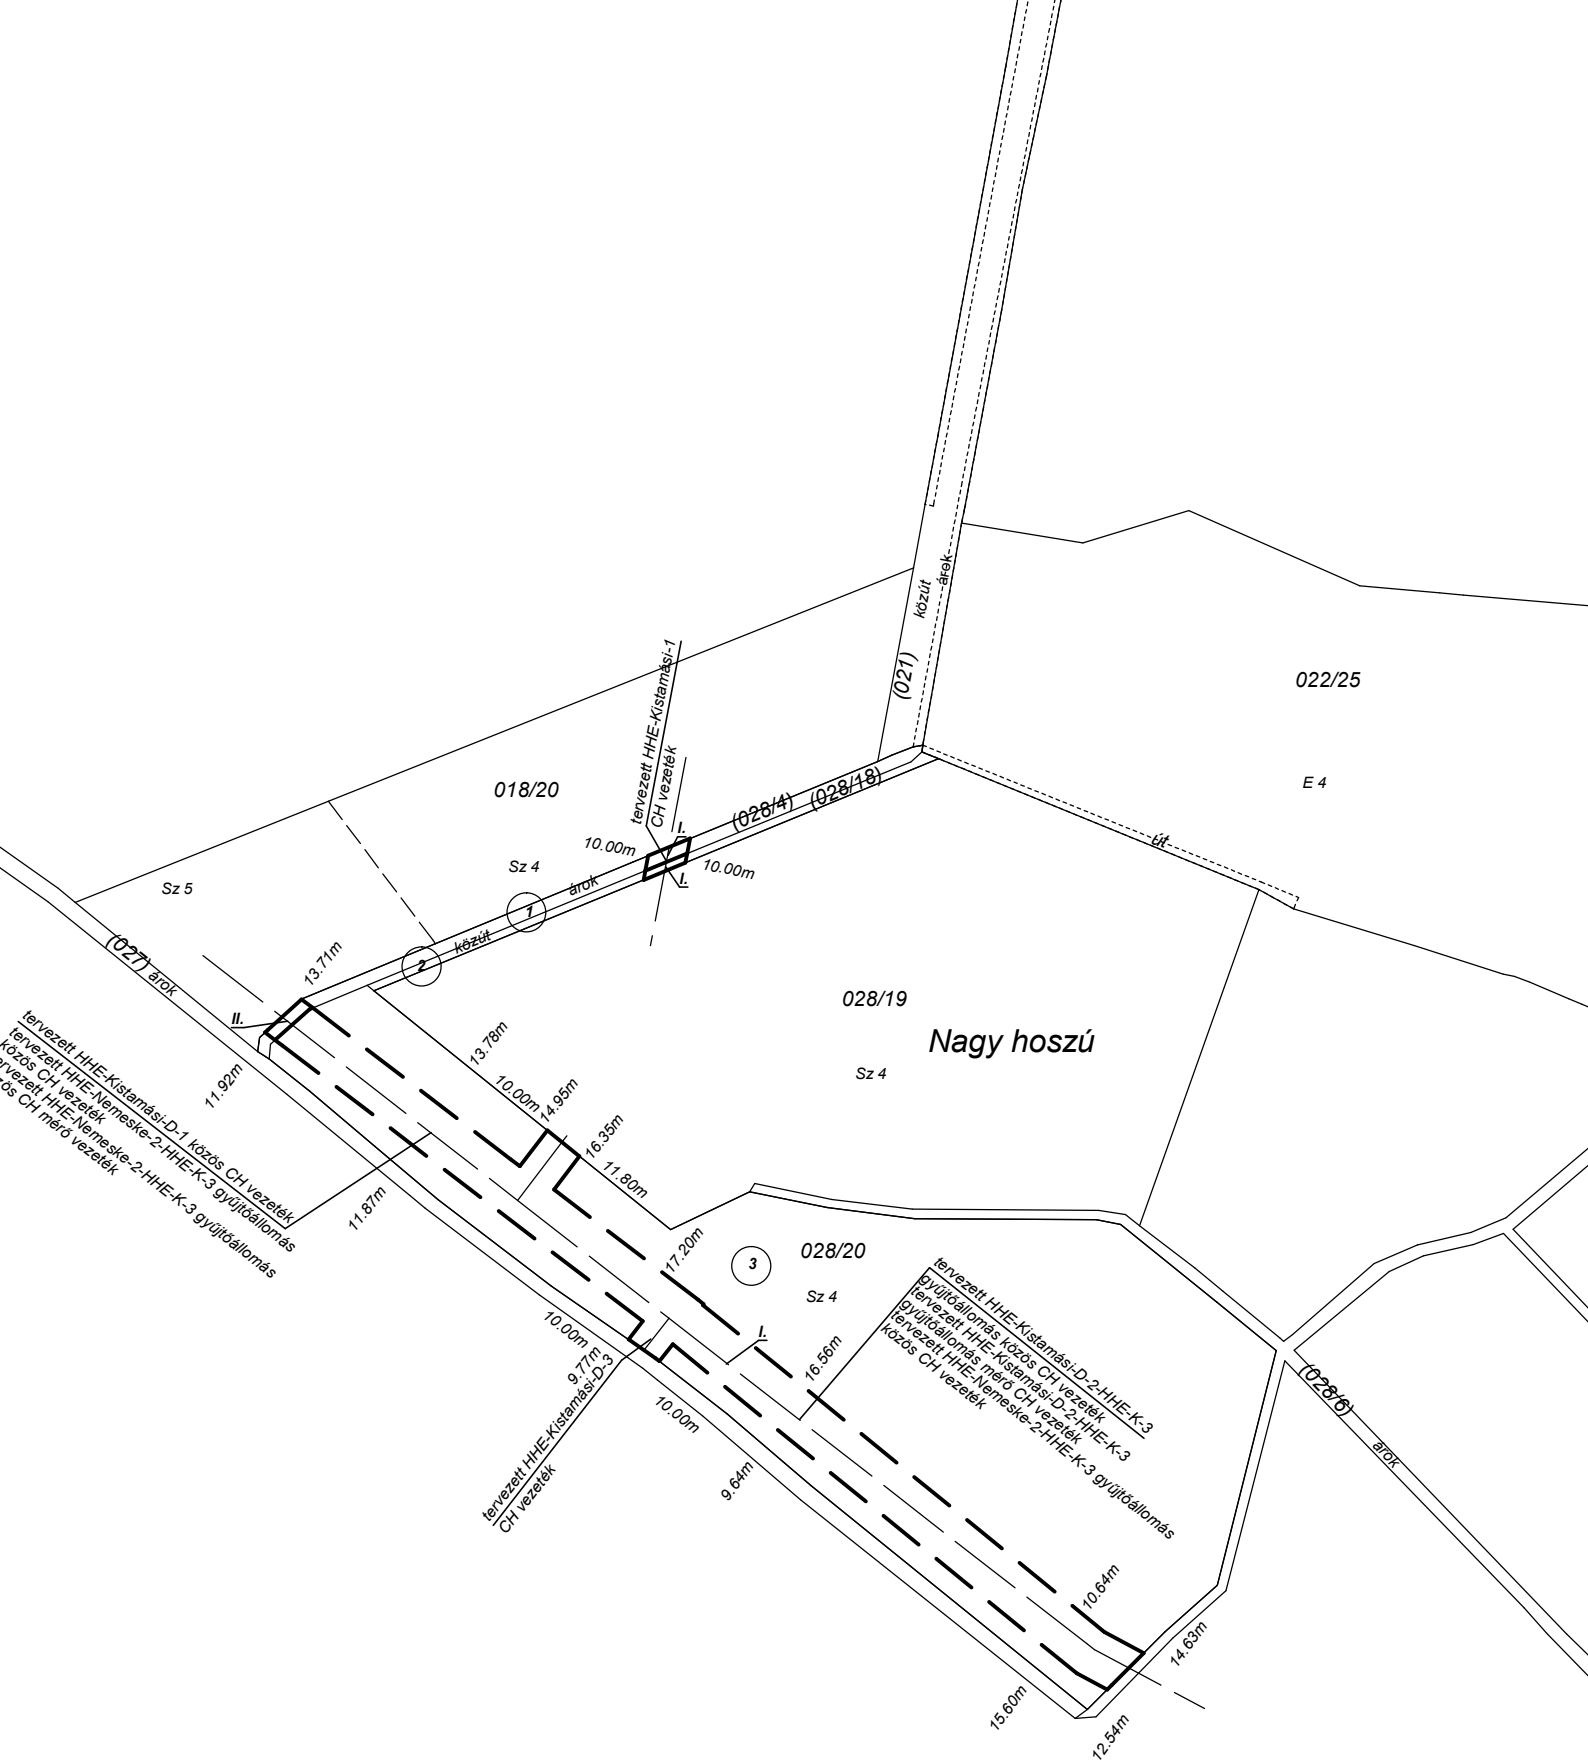 közút
árok
(021)
022/25
E 4
tervezett HHE-Kistamási-1
CH vezeték
018/20
Sz 4
Sz 5
I.
(028/4)
(028/18)
10.00m
10.00m
I.
I
út
árok
1
közút
2
(027)
árok
13.71m
028/19
Nagy hoszú
Sz 4
II.
11.92m
13.78m
10.00m
14.95m
16.35m
11.80m
tervezett HHE-Kistamási-D-1 közös CH vezeték
tervezett HHE-Nemeske-2-HHE-K-3 gyűjtőállomás
közös CH vezeték
tervezett HHE-Nemeske-2-HHE-K-3 gyűjtőállomás
közös CH mérő vezeték
11.87m
17.20m
3
028/20
Sz 4
tervezett HHE-Kistamási-D-2-HHE-K-3
gyűjtőállomás közös CH vezeték
tervezett HHE-Kistamási-D-2-HHE-K-3
gyűjtőállomás mérő CH vezeték
tervezett HHE-Nemeske-2-HHE-K-3 gyűjtőállomás
közös CH vezeték
I.
10.00m
9.77m
16.56m
tervezett HHE-Kistamási-D-3
CH vezeték
10.00m
9.64m
(028/6)
árok
10.64m
14.63m
15.60m
12.54m